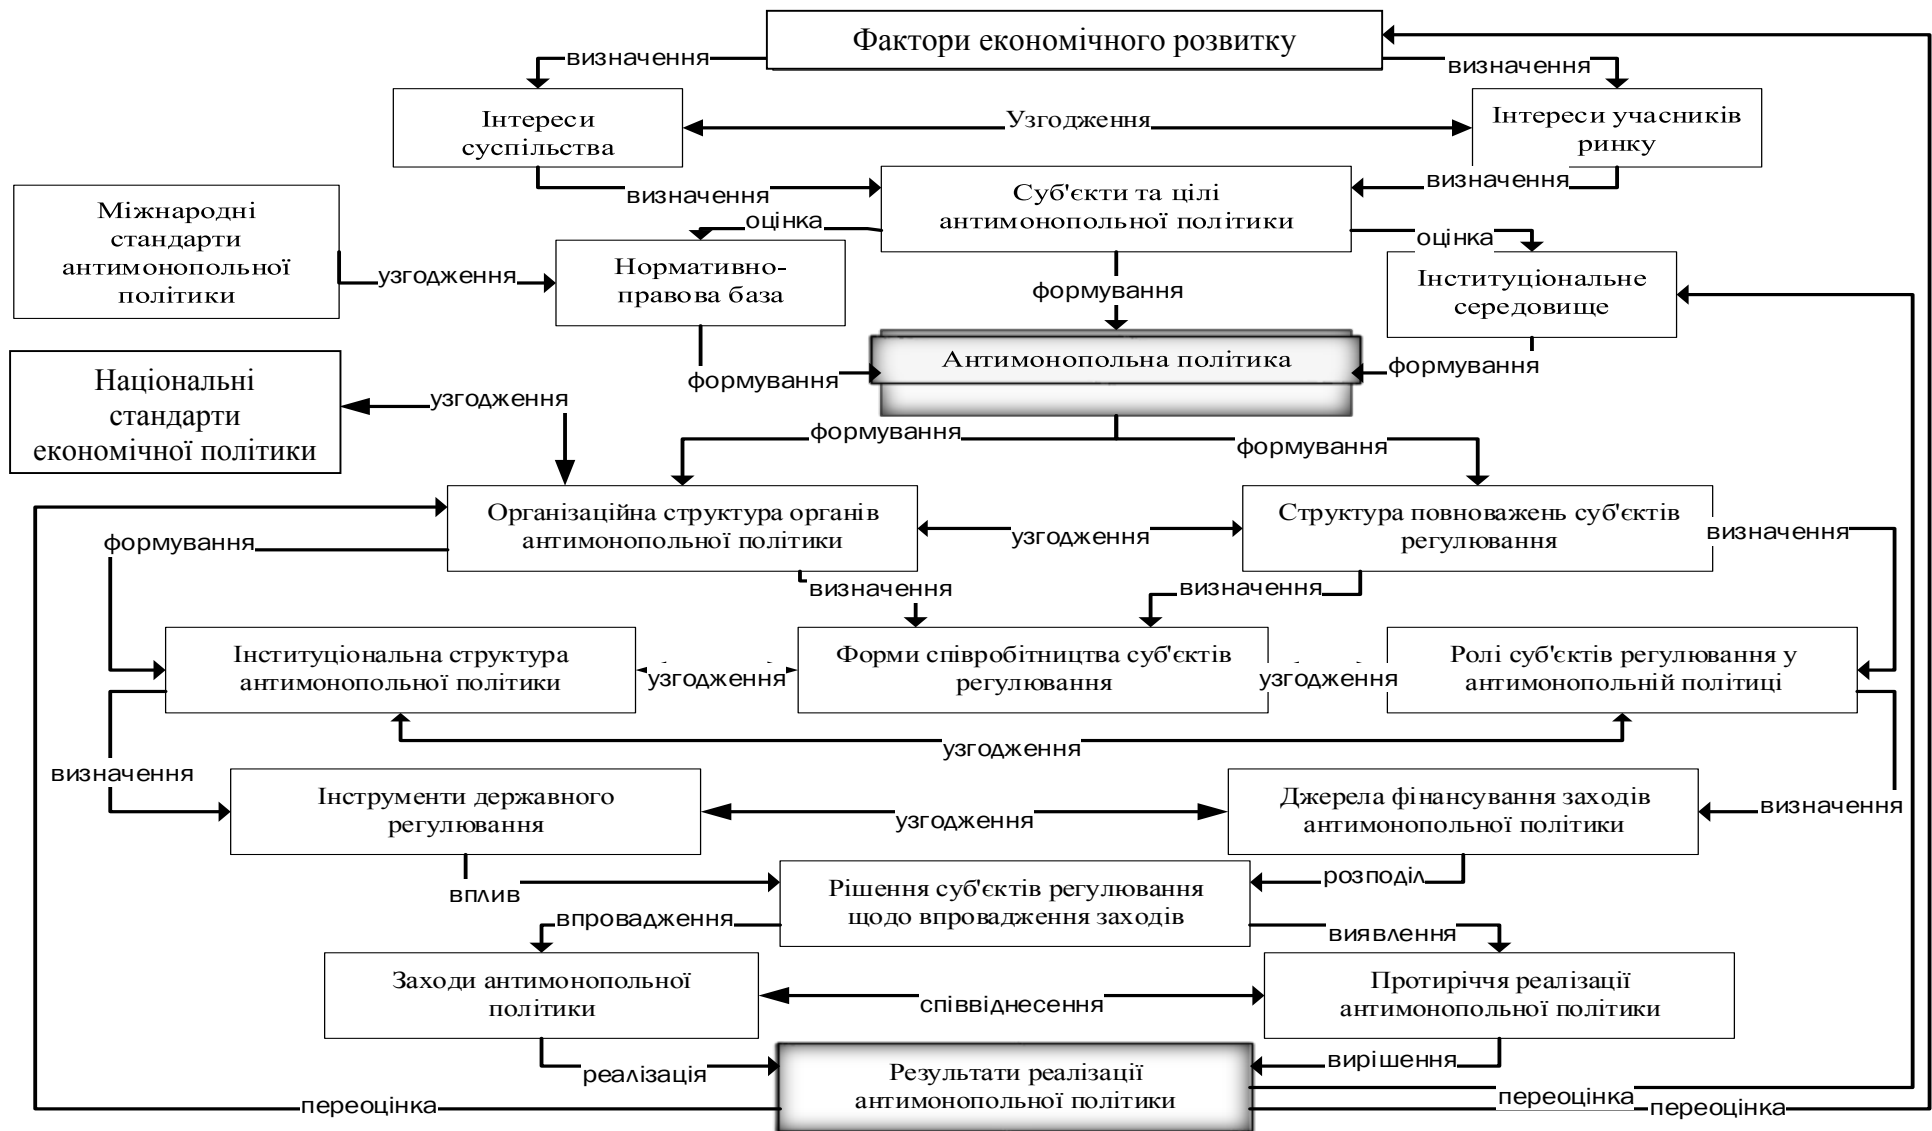 Фактори економічного розвитку
визначення
визначення
Інтереси
суспільства
Узгодження
Інтереси учасників
ринку
визначення
визначення
Суб'єкти та цілі
антимонопольної політики
Міжнародні
стандарти
антимонопольної
політики
оцінка
оцінка
узгодження
Нормативно-
правова база
формування
Інституціональне
середовище
Антимонопольна політика
формування
формування
Національні
стандарти
економічної політики
узгодження
формування
формування
Організаційна структура органів
антимонопольної політики
узгодження
Структура повноважень суб'єктів
регулювання
визначення
формування
визначення
визначення
Інституціональна структура
антимонопольної політики
узгодження
Форми співробітництва суб'єктів
регулювання
узгодження
Ролі суб'єктів регулювання у
антимонопольній політиці
узгодження
визначення
Інструменти державного
регулювання
узгодження
Джерела фінансування заходів
антимонопольної політики
визначення
вплив
Рішення суб'єктів регулювання
щодо впровадження заходів
розподіл
впровадження
виявлення
Заходи антимонопольної
політики
співвіднесення
Протиріччя реалізації
антимонопольної політики
реалізація
вирішення
Результати реалізації
антимонопольної політики
переоцінка
переоцінка
переоцінка